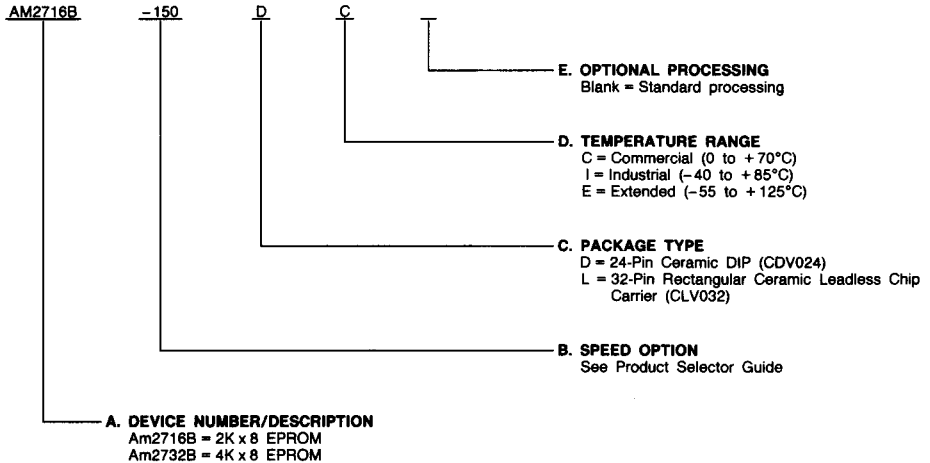 AM2716B -150 D C
E. OPTIONAL PROCESSING
Blank = Standard processing
D. TEMPERATURE RANGE
C = Commercial (0 to +70°C)
I = Industrial (−40 to +85°C)
E = Extended (−55 to +125°C)
C. PACKAGE TYPE
D = 24-Pin Ceramic DIP (CDV024)
L = 32-Pin Rectangular Ceramic Leadless Chip
Carrier (CLV032)
B. SPEED OPTION
See Product Selector Guide
A. DEVICE NUMBER/DESCRIPTION
Am2716B = 2K x 8 EPROM
Am2732B = 4K x 8 EPROM